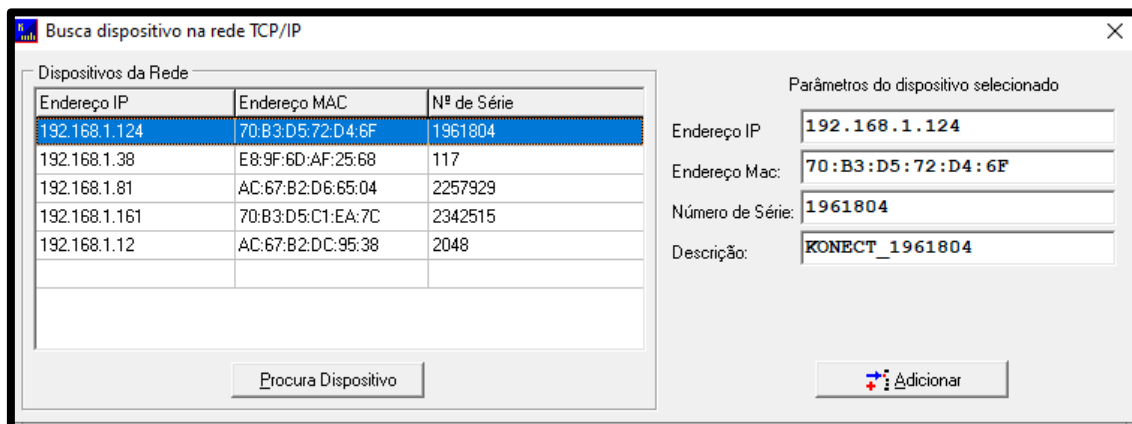 Busca dispositivo na rede TCP/IP
Dispositivos da Rede
Endereço IP Endereço MAC Nº de Série
192.168.1.124 70:B3:D5:72:D4:6F 1961804
192.168.1.38 E8:9F:6D:AF:25:68 117
192.168.1.81 AC:67:B2:D6:65:04 2257929
192.168.1.161 70:B3:D5:C1:EA:7C 2342515
192.168.1.12 AC:67:B2:DC:95:38 2048
Procura Dispositivo
Parâmetros do dispositivo selecionado
Endereço IP 192.168.1.124
Endereço Mac: 70:B3:D5:72:D4:6F
Número de Série: 1961804
Descrição: KONECT_1961804
Adicionar